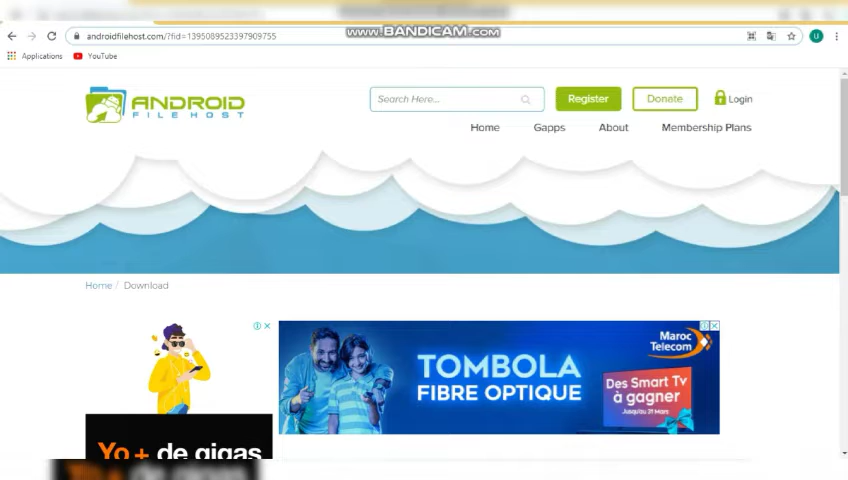 www.BANDICAM.com
androidfilehost.com/?fid=1395089523397909755
U
Applications
YouTube
ANDROID
FILE HOST
Search Here...
Register
Donate
Login
Home
Gapps
About
Membership Plans
Home / Download
TOMBOLA
FIBRE OPTIQUE
Maroc
Telecom
Des Smart Tv
à gagner
Jusqu'au 31 Mars
Yo + de gigas